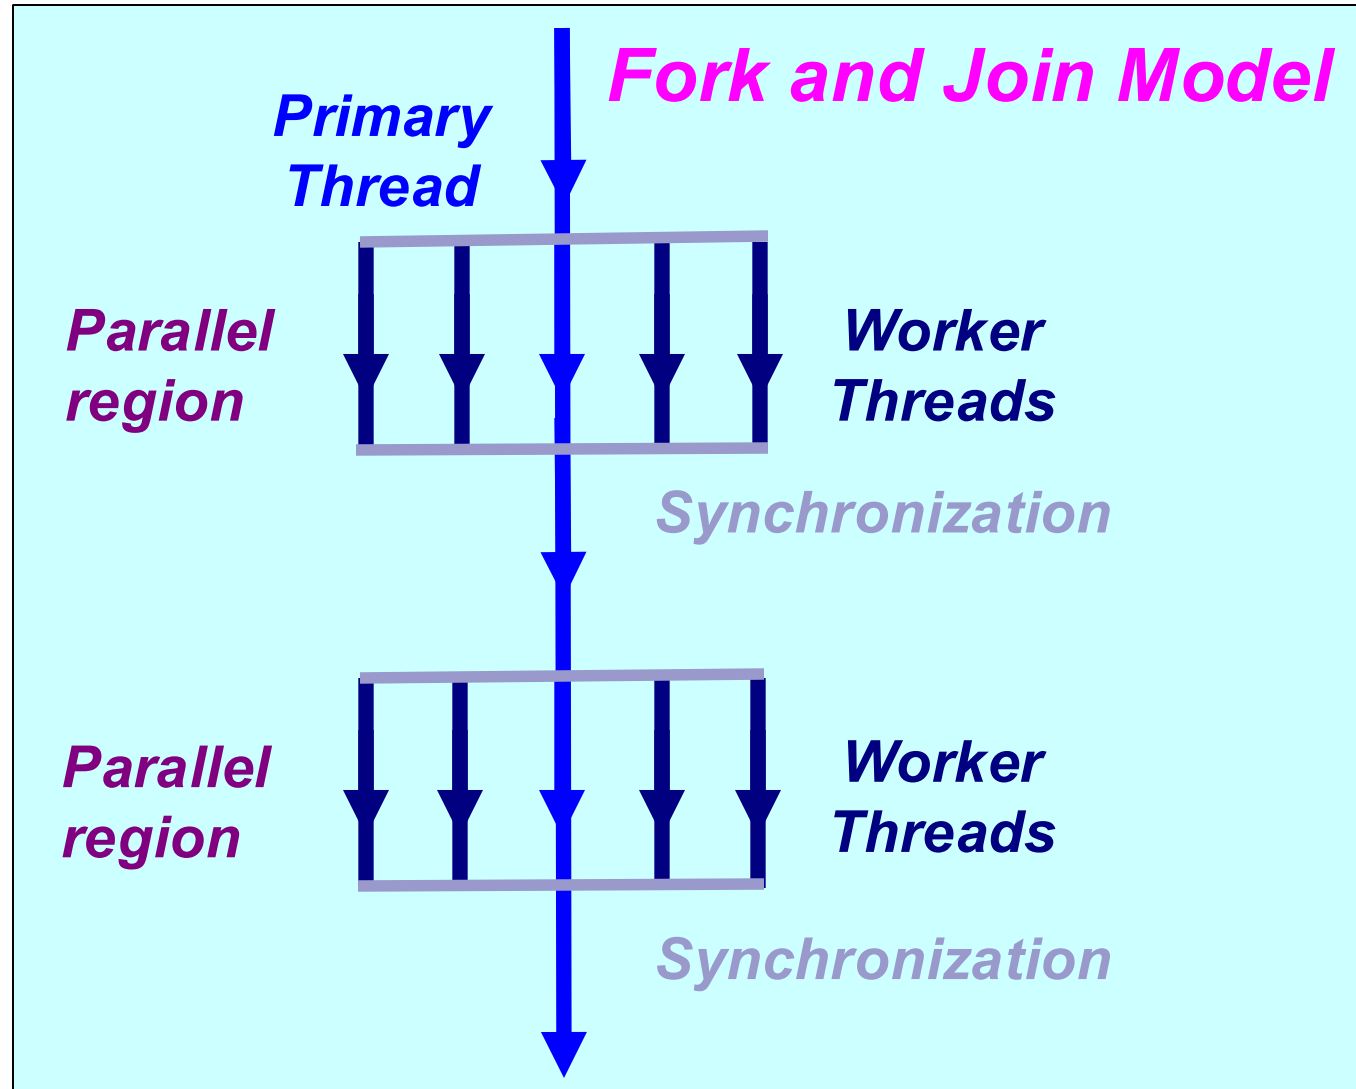 Fork and Join Model
Primary
Thread
Parallel
region
Worker
Threads
Synchronization
Parallel
region
Worker
Threads
Synchronization